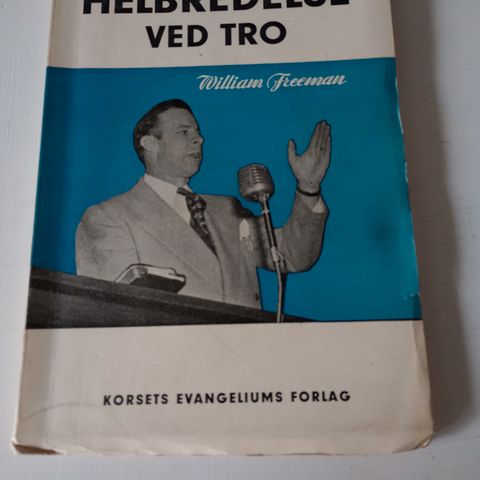 HELBREDELSE
VED TRO
William Freeman
KORSETS EVANGELIUMS FORLAG